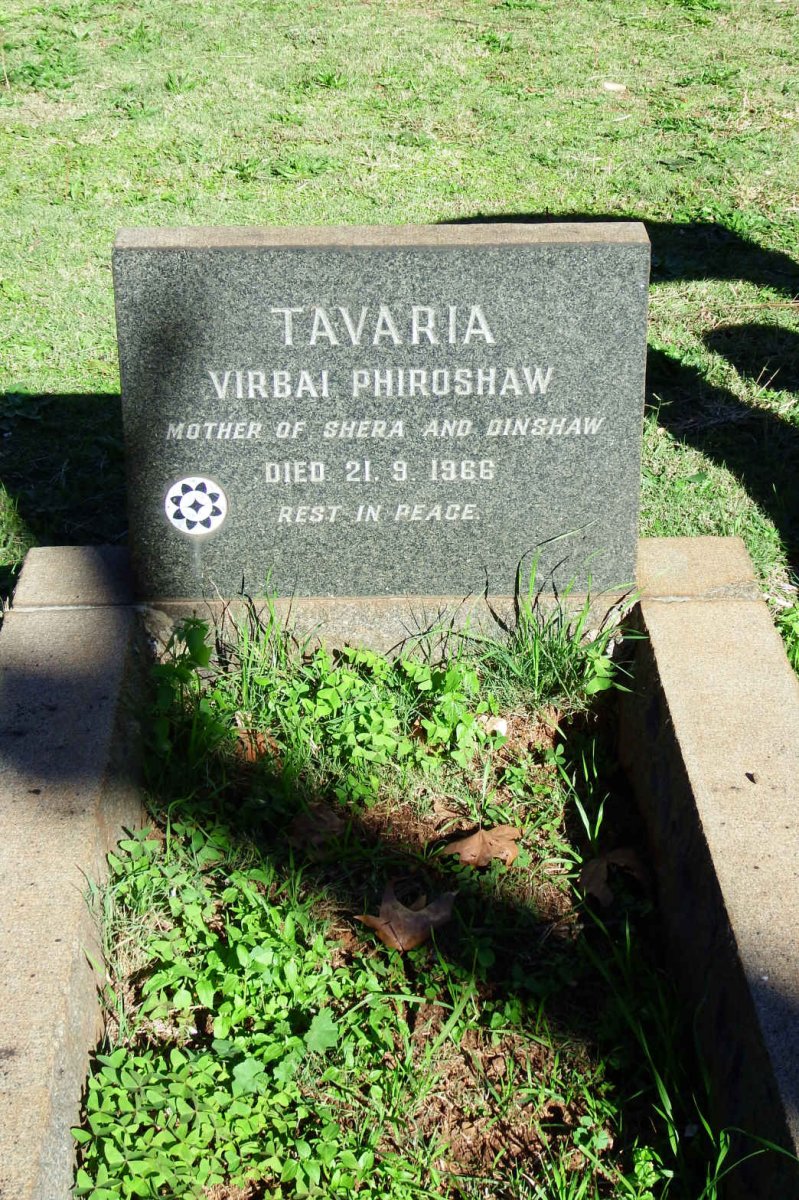 TAVARIA
VIRBAI PHIROSHAW
MOTHER OF SHERA AND DINSHAW
DIED 21. 9 1966
REST IN PEACE.